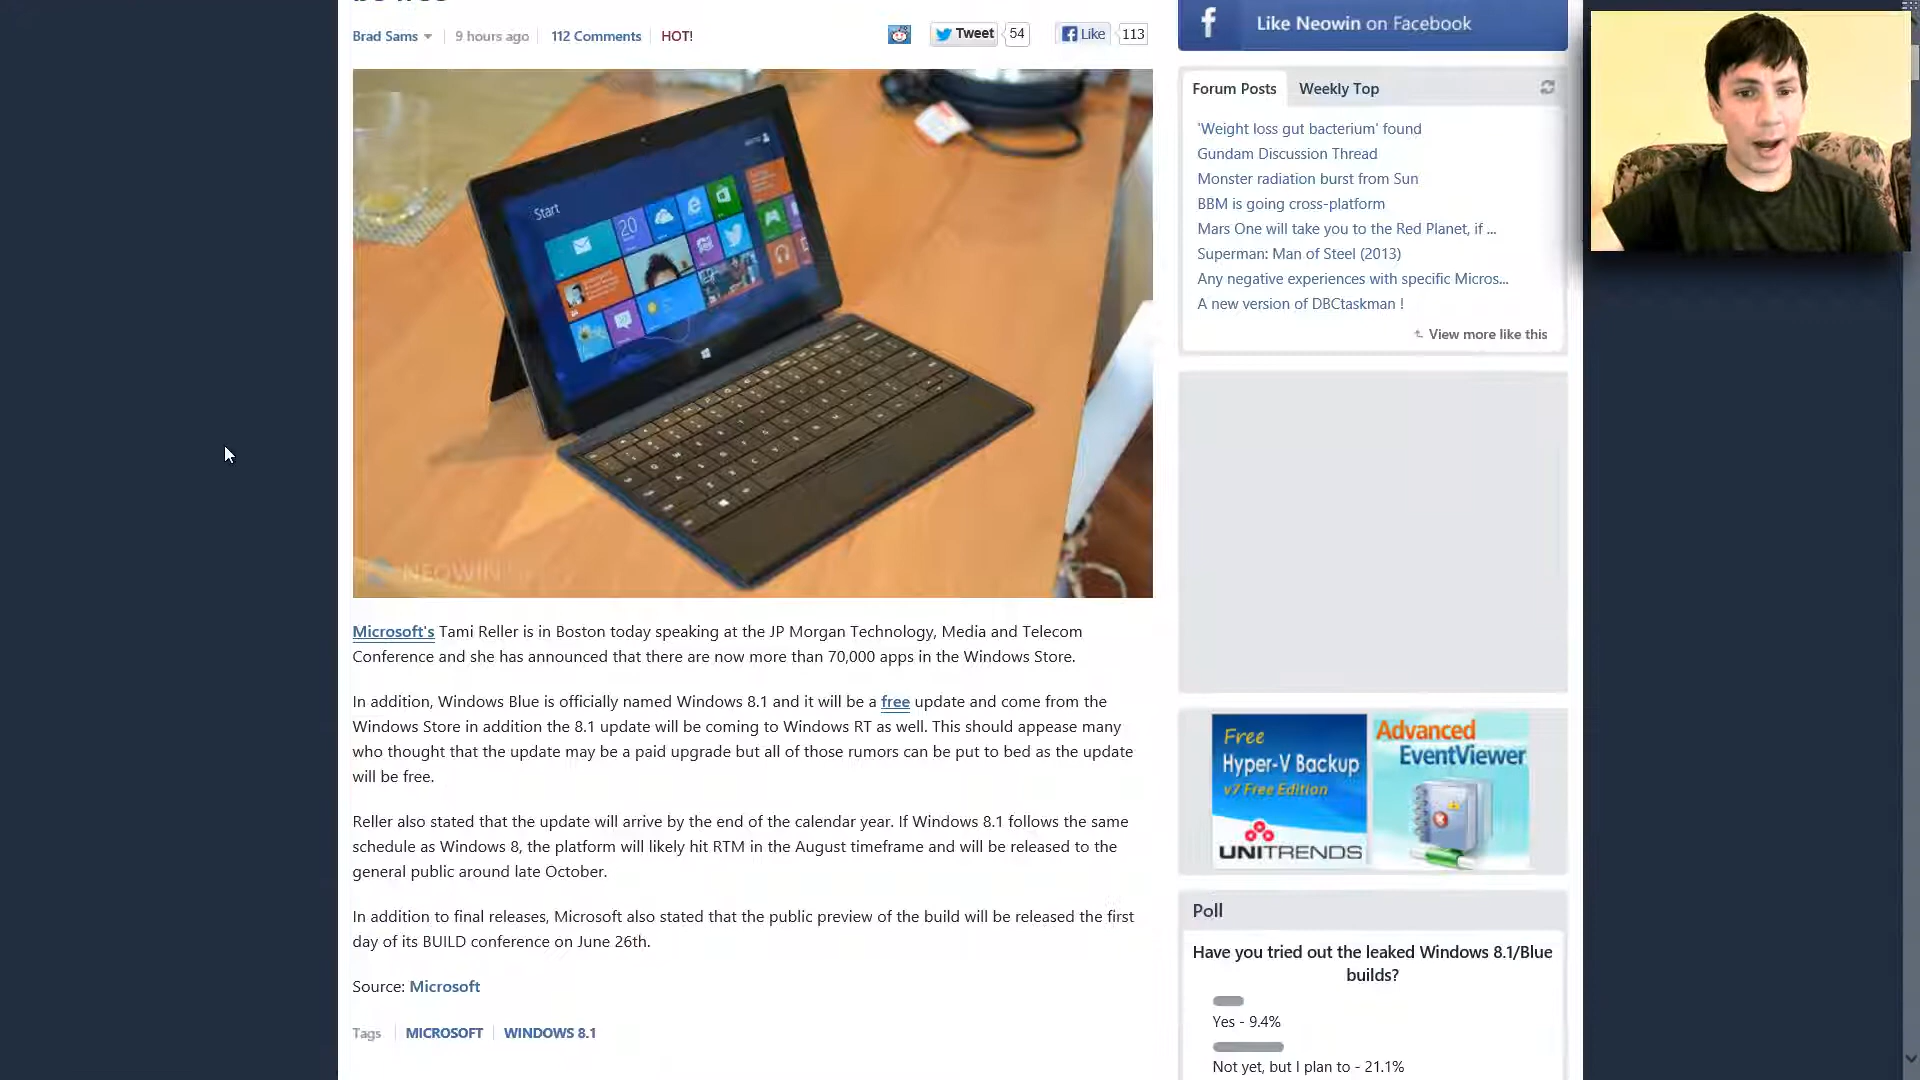 Brad Sams 9 hours ago 112 Comments HOT!
Tweet 54 Like 113
Start
20
NEOWIN
Microsoft's Tami Reller is in Boston today speaking at the JP Morgan Technology, Media and Telecom
Conference and she has announced that there are now more than 70,000 apps in the Windows Store.
In addition, Windows Blue is officially named Windows 8.1 and it will be a free update and come from the
Windows Store in addition the 8.1 update will be coming to Windows RT as well. This should appease many
who thought that the update may be a paid upgrade but all of those rumors can be put to bed as the update
will be free.
Reller also stated that the update will arrive by the end of the calendar year. If Windows 8.1 follows the same
schedule as Windows 8, the platform will likely hit RTM in the August timeframe and will be released to the
general public around late October.
In addition to final releases, Microsoft also stated that the public preview of the build will be released the first
day of its BUILD conference on June 26th.
Source: Microsoft
Tags MICROSOFT WINDOWS 8.1
Like Neowin on Facebook
Forum Posts Weekly Top
'Weight loss gut bacterium' found
Gundam Discussion Thread
Monster radiation burst from Sun
BBM is going cross-platform
Mars One will take you to the Red Planet, if ...
Superman: Man of Steel (2013)
Any negative experiences with specific Micros...
A new version of DBCtaskman !
View more like this
Free
Hyper-V Backup
v7 Free Edition
UNITRENDS
Advanced
EventViewer
Poll
Have you tried out the leaked Windows 8.1/Blue
builds?
Yes - 9.4%
Not yet, but I plan to - 21.1%